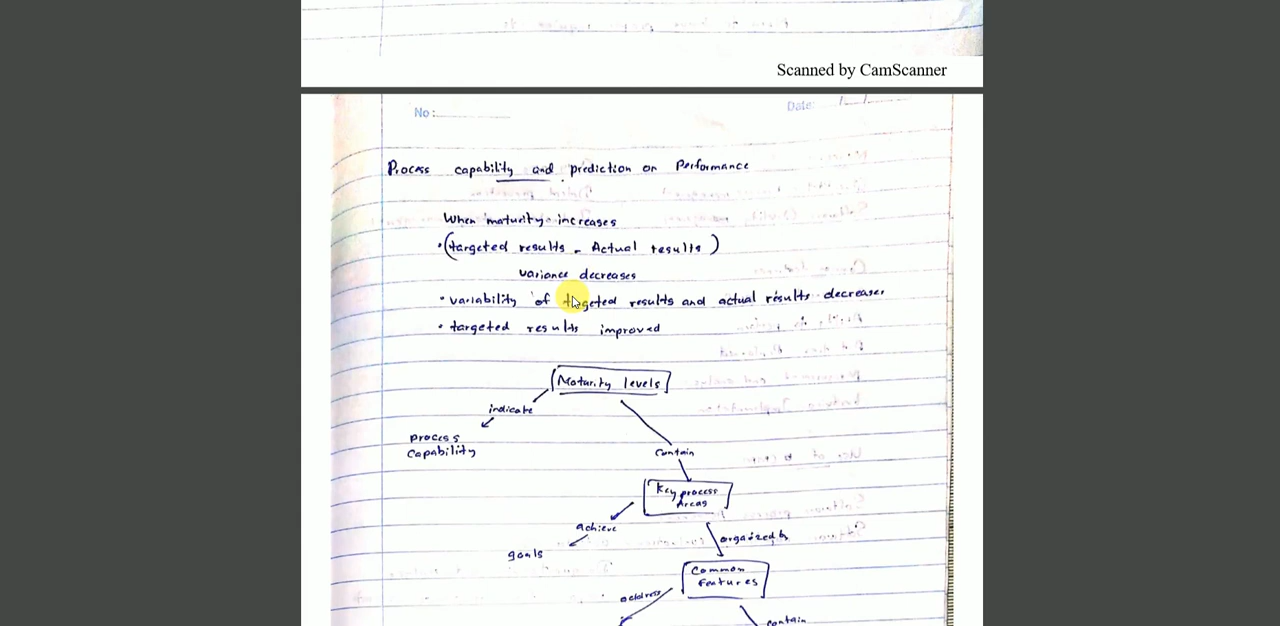 Scanned by CamScanner
No:
Date:
Process capability and prediction on Performance
When maturity increases
• (targeted results - Actual results)
variance decreases
• variability of targeted results and actual results decreases
• targeted results improved
Maturity levels
indicate
process
capability
contain
Key process
Areas
achieve
goals
organized by
Common
Features
address
contain